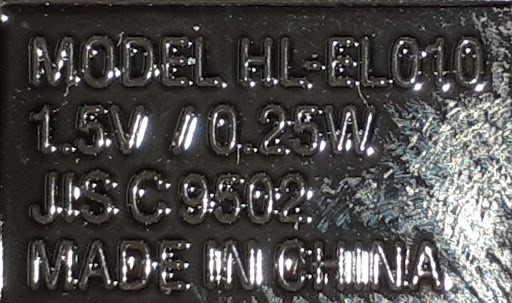 MODEL HL-EL010
1.5V / 0.25W
JIS C 9502
MADE IN CHINA